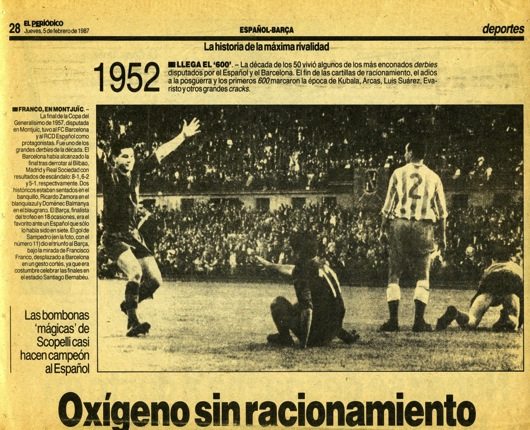 28
EL PERIÓDICO
Jueves, 5 de febrero de 1987
ESPAÑOL-BARÇA
deportes
La historia de la máxima rivalidad
1952
■ LLEGA EL ‘600’. – La década de los 50 vivió algunos de los más enconados derbies
disputados por el Español y el Barcelona. El fin de las cartillas de racionamiento, el adios
a la posguerra y los primeros 600 marcaron la época de Kubala, Arcas, Luis Suárez, Eva-
risto y otros grandes cracks.
■ FRANCO, EN MONTJUÏC. –
La final de la Copa del
Generalísimo de 1957, disputada
en Montjuïc, tuvo al FC Barcelona
y al RCD Español como
protagonistas. Fue uno de los
grandes derbies de la década. El
Barcelona había alcanzado la
final tras derrotar al Bilbao,
Madrid y Real Sociedad con
resultados de escándalo: 8-1, 6-2
y 5-1, respectivamente. Dos
históricos estaban sentados en el
banquillo, Ricardo Zamora en el
blanquiazul y Domènec Balmanya
en el blaugrana. El Barça, finalista
del trofeo en 18 ocasiones, era el
favorito ante un Español que sólo
lo había sido en siete. El gol de
Sampedro (en la foto, con el
número 11) dio el triunfo al Barça,
bajo la mirada de Francisco
Franco, desplazado a Barcelona
en un gesto cortés, ya que era
costumbre celebrar las finales en
el estadio Santiago Bernabéu.
2
Las bombonas
‘mágicas’ de
Scopelli casi
hacen campeón
al Español
Oxígeno sin racionamiento